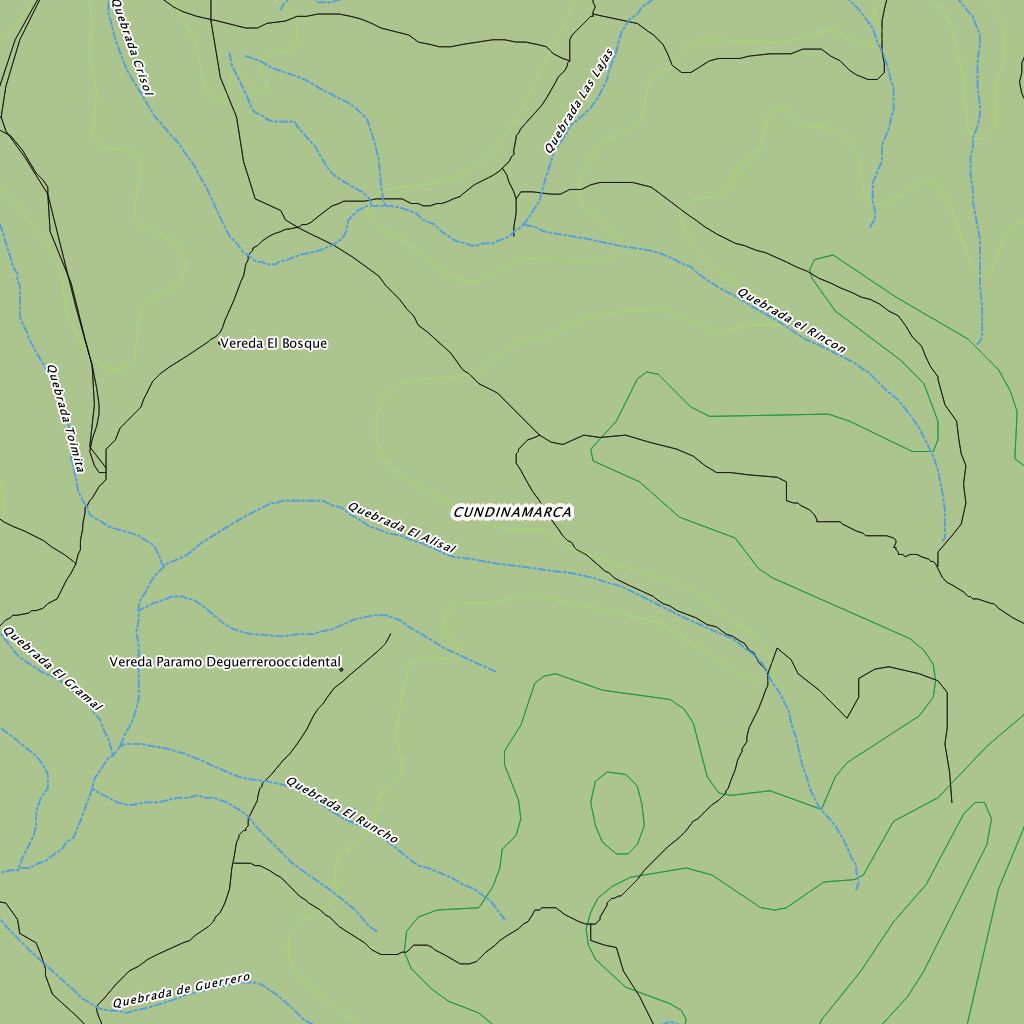 Quebrada Crisol
Quebrada Las Lajas
Quebrada el Rincon
Vereda El Bosque
Quebrada Toimita
CUNDINAMARCA
Quebrada El Alisal
Quebrada El Gramal
Vereda Paramo Deguerrerooccidental
Quebrada El Runcho
Quebrada de Guerrero